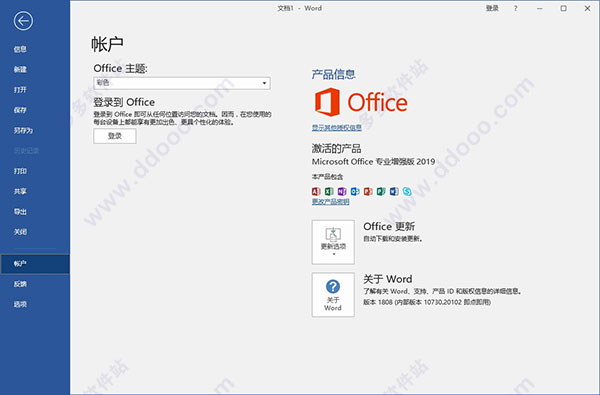 文档1 - Word
登录
?
信息
新建
打开
保存
另存为
历史记录
打印
共享
导出
关闭
帐户
反馈
选项
帐户
Office 主题:
彩色
登录到 Office
登录到 Office 即可从任何位置访问您的文档。因而，在您使用的
每台设备上都能享有更加出色、更具个性化的体验。
登录
产品信息
Office
显示其他授权信息
激活的产品
Microsoft Office 专业增强版 2019
本产品包含
更改产品密钥
更新选项
Office 更新
自动下载和安装更新。
关于
Word
关于 Word
了解有关 Word、支持、产品 ID 和版权信息的详细信息。
版本 1808 (内部版本 10730.20102 即点即用)
多多软件站
www.ddooo.com